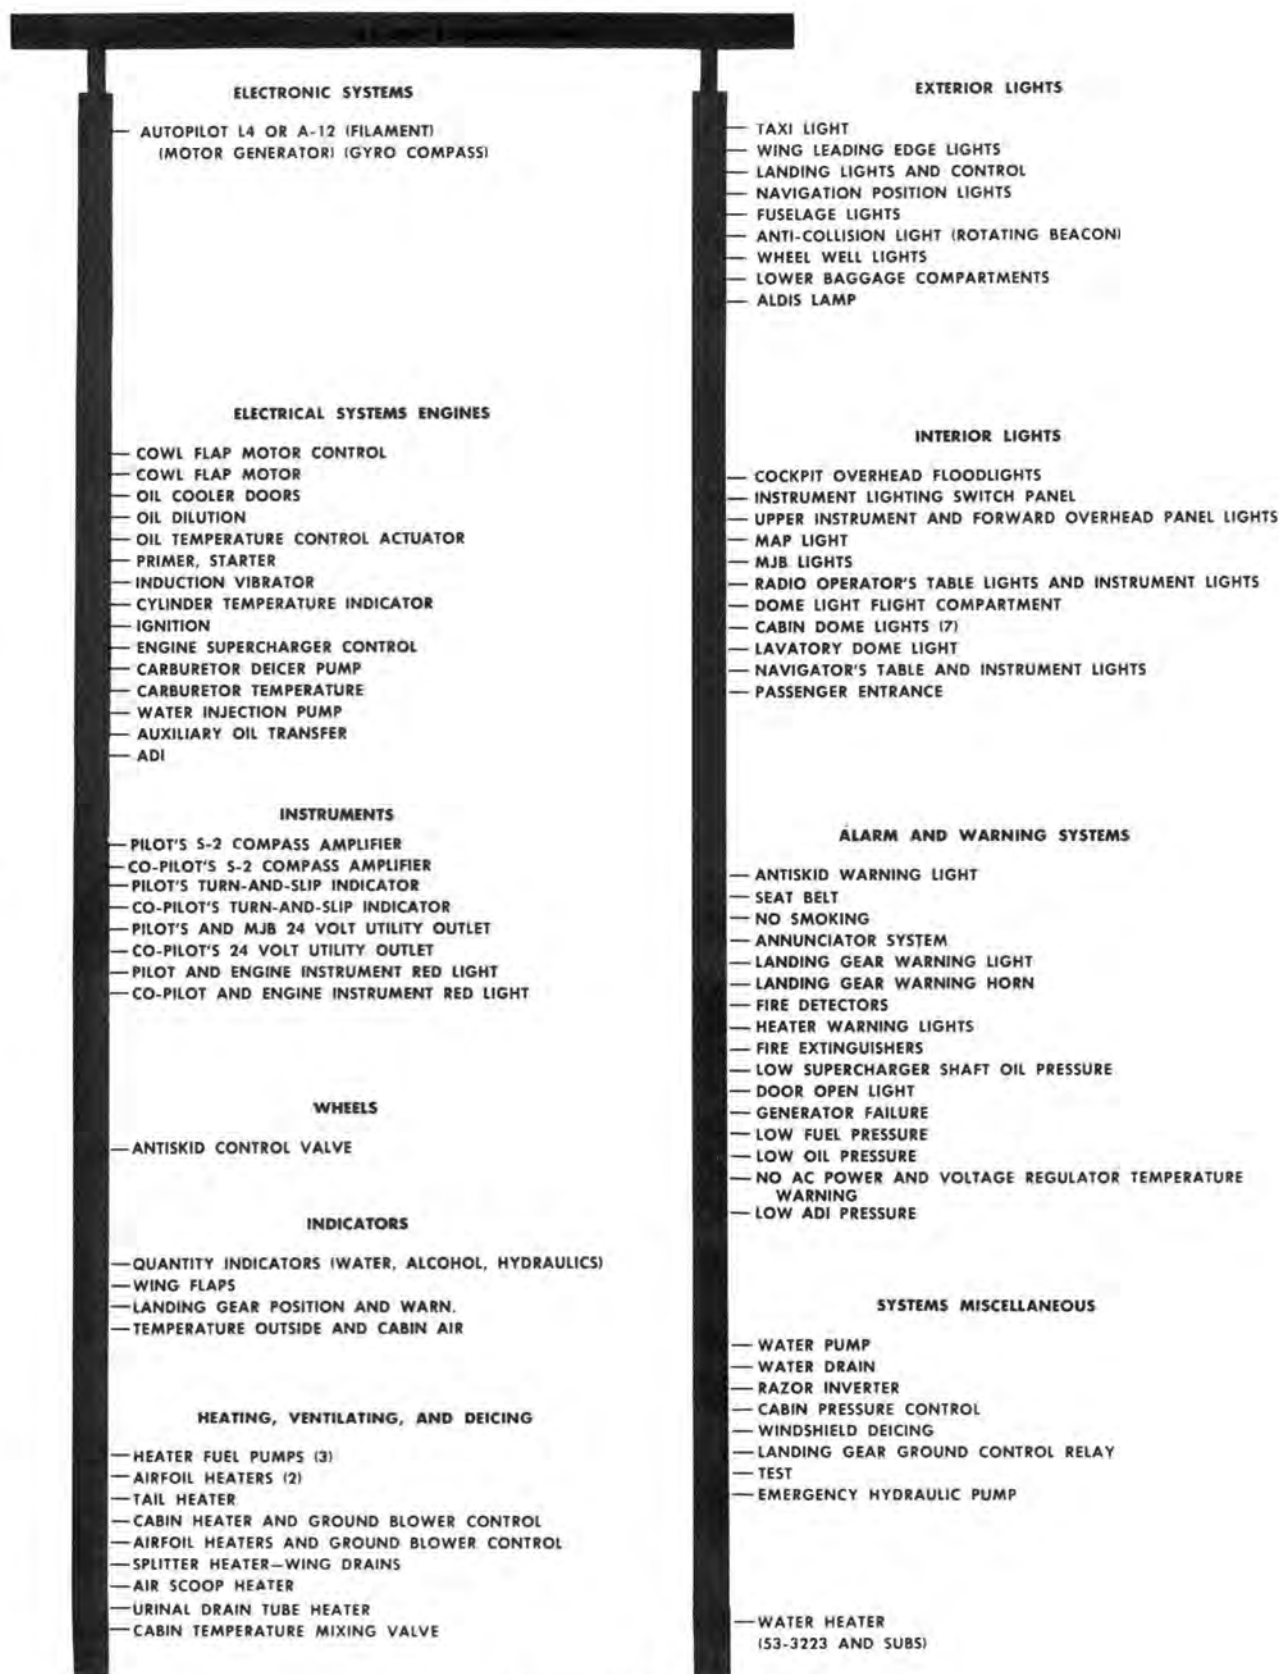 ELECTRONIC SYSTEMS
AUTOPILOT L4 OR A-12 (FILAMENT)
(MOTOR GENERATOR) (GYRO COMPASS)
ELECTRICAL SYSTEMS ENGINES
COWL FLAP MOTOR CONTROL
COWL FLAP MOTOR
OIL COOLER DOORS
OIL DILUTION
OIL TEMPERATURE CONTROL ACTUATOR
PRIMER, STARTER
INDUCTION VIBRATOR
CYLINDER TEMPERATURE INDICATOR
IGNITION
ENGINE SUPERCHARGER CONTROL
CARBURETOR DEICER PUMP
CARBURETOR TEMPERATURE
WATER INJECTION PUMP
AUXILIARY OIL TRANSFER
ADI
INSTRUMENTS
PILOT'S S-2 COMPASS AMPLIFIER
CO-PILOT'S S-2 COMPASS AMPLIFIER
PILOT'S TURN-AND-SLIP INDICATOR
CO-PILOT'S TURN-AND-SLIP INDICATOR
PILOT'S AND MJB 24 VOLT UTILITY OUTLET
CO-PILOT'S 24 VOLT UTILITY OUTLET
PILOT AND ENGINE INSTRUMENT RED LIGHT
CO-PILOT AND ENGINE INSTRUMENT RED LIGHT
WHEELS
ANTISKID CONTROL VALVE
INDICATORS
QUANTITY INDICATORS (WATER, ALCOHOL, HYDRAULICS)
WING FLAPS
LANDING GEAR POSITION AND WARN.
TEMPERATURE OUTSIDE AND CABIN AIR
HEATING, VENTILATING, AND DEICING
HEATER FUEL PUMPS (3)
AIRFOIL HEATERS (2)
TAIL HEATER
CABIN HEATER AND GROUND BLOWER CONTROL
AIRFOIL HEATERS AND GROUND BLOWER CONTROL
SPLITTER HEATER—WING DRAINS
AIR SCOOP HEATER
URINAL DRAIN TUBE HEATER
CABIN TEMPERATURE MIXING VALVE
EXTERIOR LIGHTS
TAXI LIGHT
WING LEADING EDGE LIGHTS
LANDING LIGHTS AND CONTROL
NAVIGATION POSITION LIGHTS
FUSELAGE LIGHTS
ANTI-COLLISION LIGHT (ROTATING BEACON)
WHEEL WELL LIGHTS
LOWER BAGGAGE COMPARTMENTS
ALDIS LAMP
INTERIOR LIGHTS
COCKPIT OVERHEAD FLOODLIGHTS
INSTRUMENT LIGHTING SWITCH PANEL
UPPER INSTRUMENT AND FORWARD OVERHEAD PANEL LIGHTS
MAP LIGHT
MJB LIGHTS
RADIO OPERATOR'S TABLE LIGHTS AND INSTRUMENT LIGHTS
DOME LIGHT FLIGHT COMPARTMENT
CABIN DOME LIGHTS (7)
LAVATORY DOME LIGHT
NAVIGATOR'S TABLE AND INSTRUMENT LIGHTS
PASSENGER ENTRANCE
ALARM AND WARNING SYSTEMS
ANTISKID WARNING LIGHT
SEAT BELT
NO SMOKING
ANNUNCIATOR SYSTEM
LANDING GEAR WARNING LIGHT
LANDING GEAR WARNING HORN
FIRE DETECTORS
HEATER WARNING LIGHTS
FIRE EXTINGUISHERS
LOW SUPERCHARGER SHAFT OIL PRESSURE
DOOR OPEN LIGHT
GENERATOR FAILURE
LOW FUEL PRESSURE
LOW OIL PRESSURE
NO AC POWER AND VOLTAGE REGULATOR TEMPERATURE
WARNING
LOW ADI PRESSURE
SYSTEMS MISCELLANEOUS
WATER PUMP
WATER DRAIN
RAZOR INVERTER
CABIN PRESSURE CONTROL
WINDSHIELD DEICING
LANDING GEAR GROUND CONTROL RELAY
TEST
EMERGENCY HYDRAULIC PUMP
WATER HEATER
(53-3223 AND SUBS)